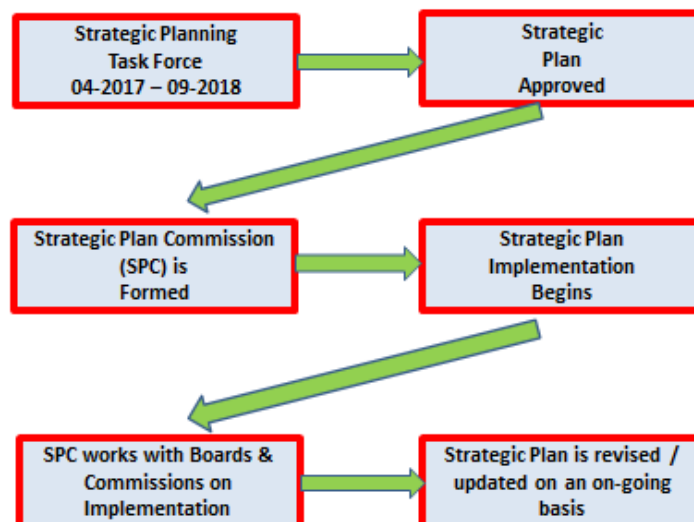 Strategic Planning
Task Force
04-2017 – 09-2018
Strategic
Plan
Approved
Strategic Plan Commission
(SPC) is
Formed
Strategic Plan
Implementation
Begins
SPC works with Boards &
Commissions on
Implementation
Strategic Plan is revised /
updated on an on-going
basis